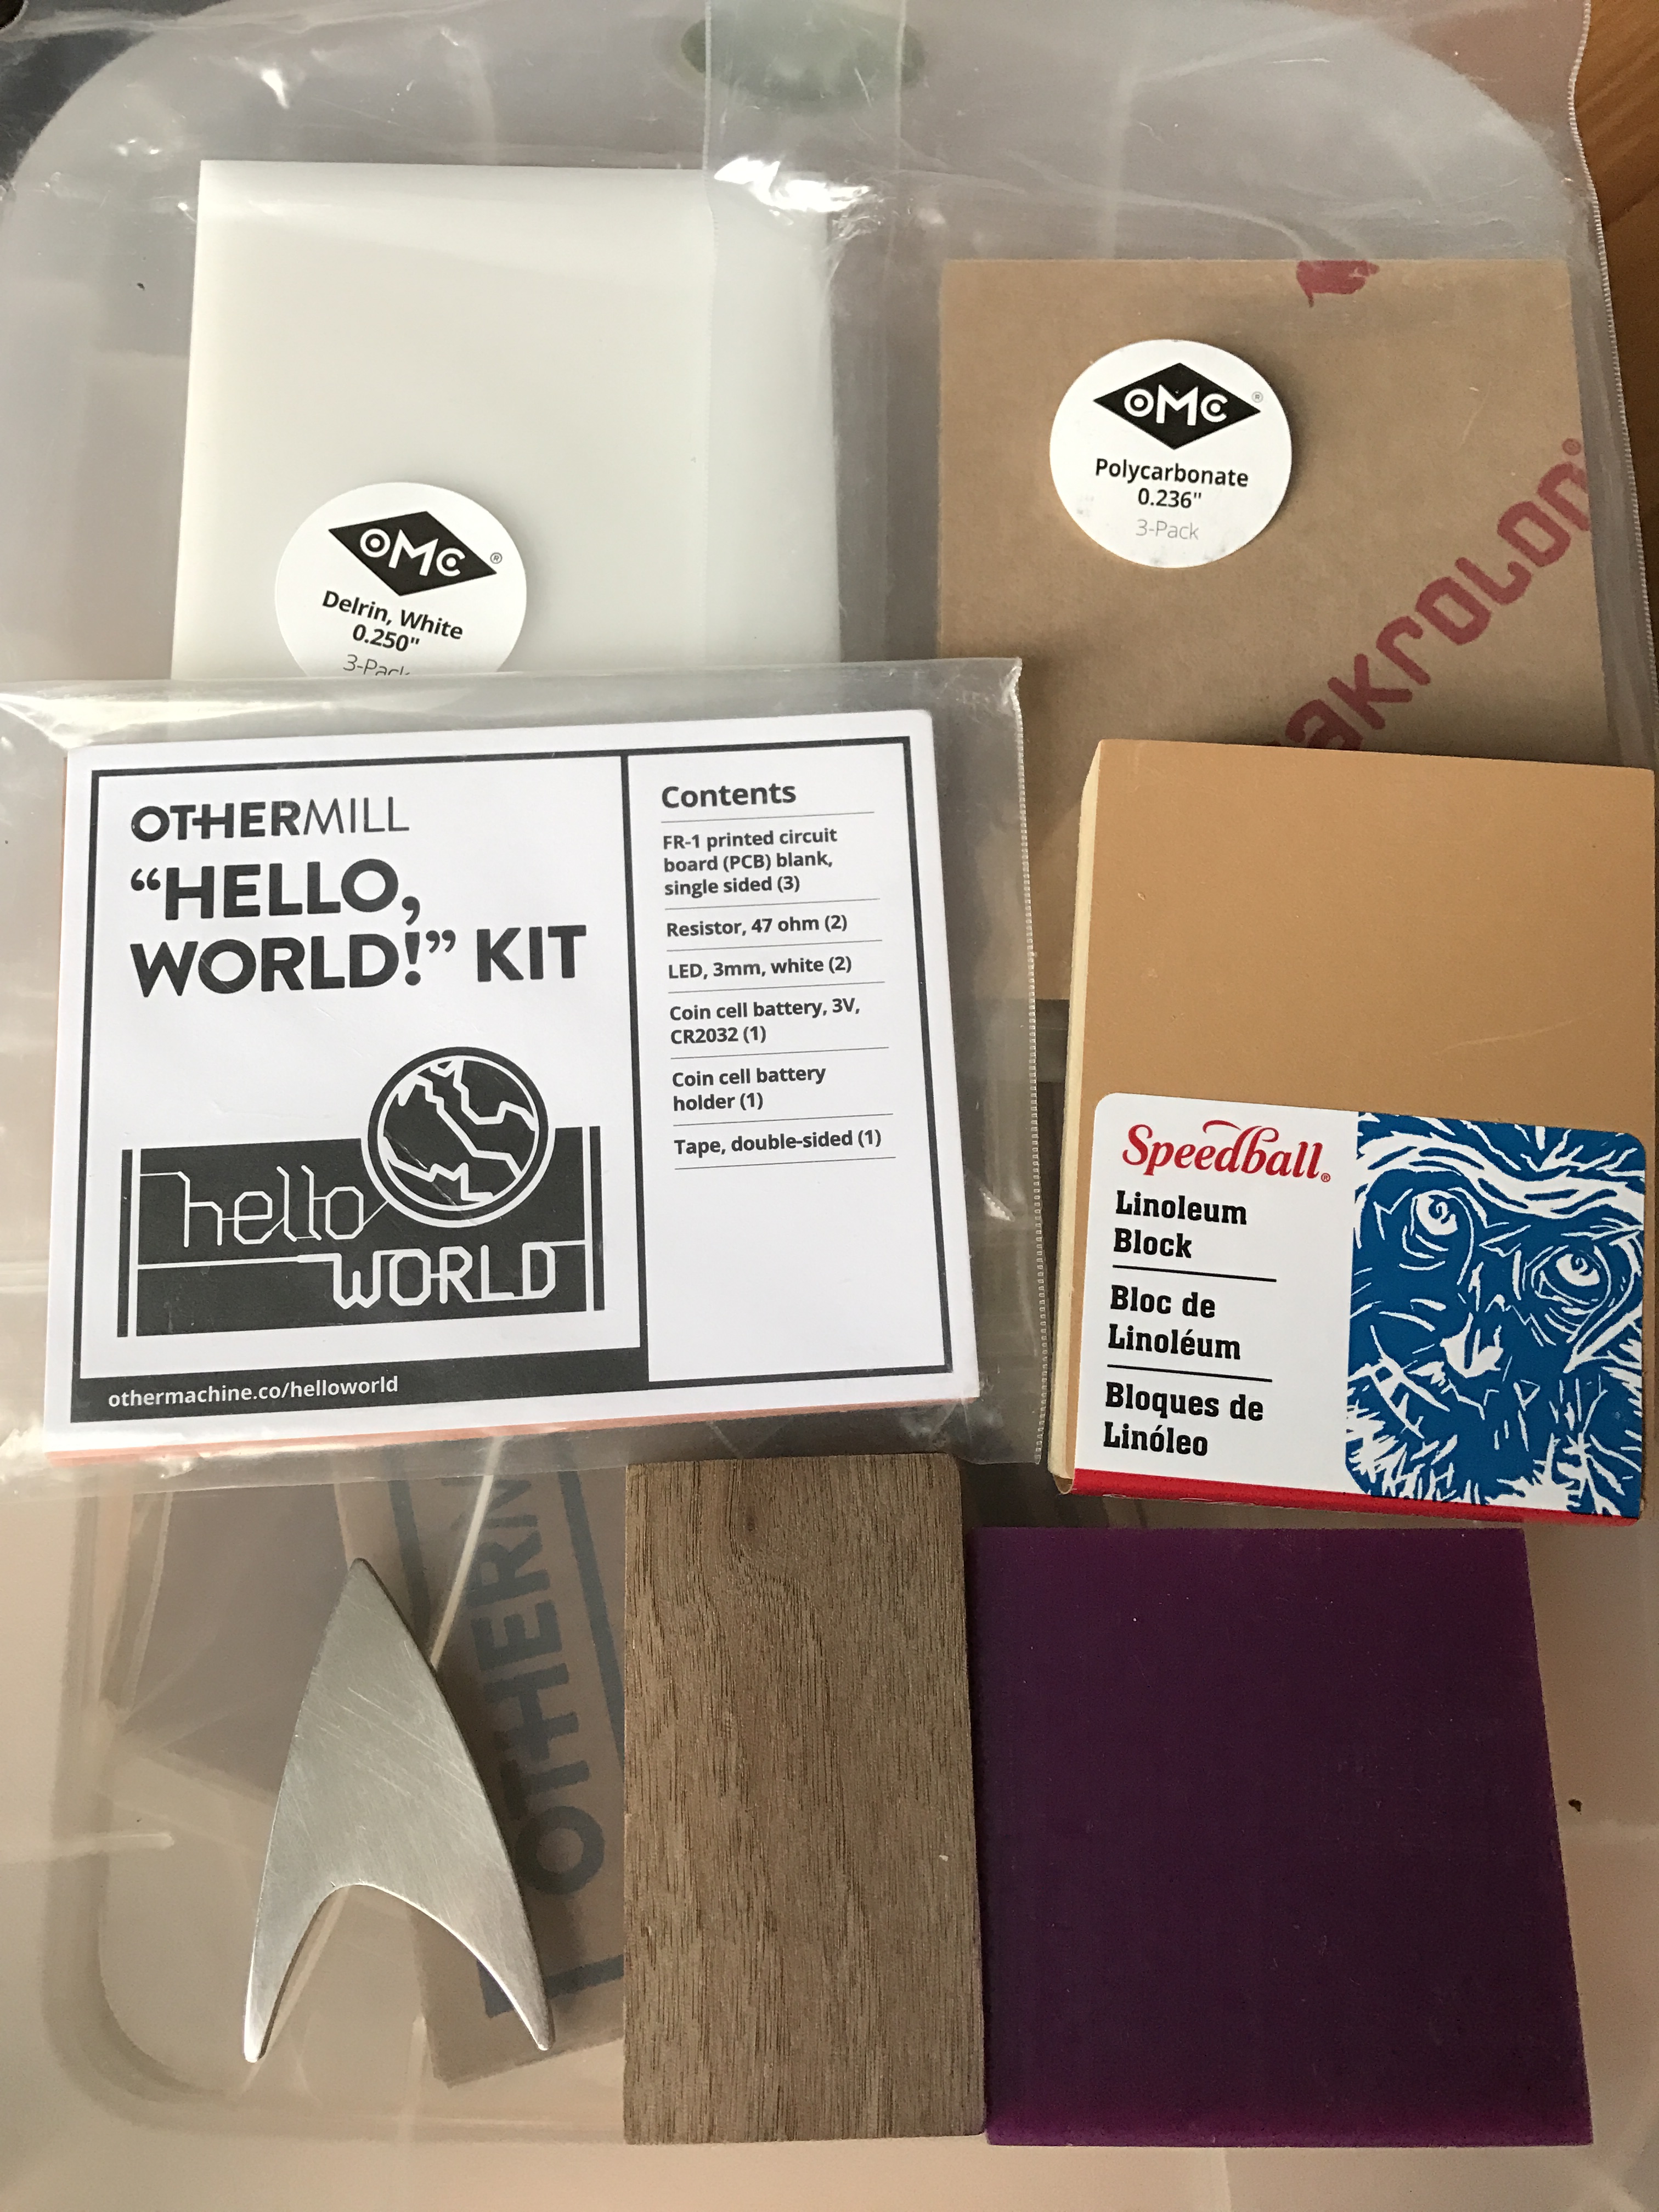 OMC®
Delrin, White
0.250"
3-Pack
OMC®
Polycarbonate
0.236"
3-Pack
akrolon®
OTHERMILL
“HELLO,
WORLD!” KIT
hello
WORLD
othermachine.co/helloworld
Contents
FR-1 printed circuit
board (PCB) blank,
single sided (3)
Resistor, 47 ohm (2)
LED, 3mm, white (2)
Coin cell battery, 3V,
CR2032 (1)
Coin cell battery
holder (1)
Tape, double-sided (1)
Speedball®
Linoleum
Block
Bloc de
Linoléum
Bloques de
Linóleo
OTHERM